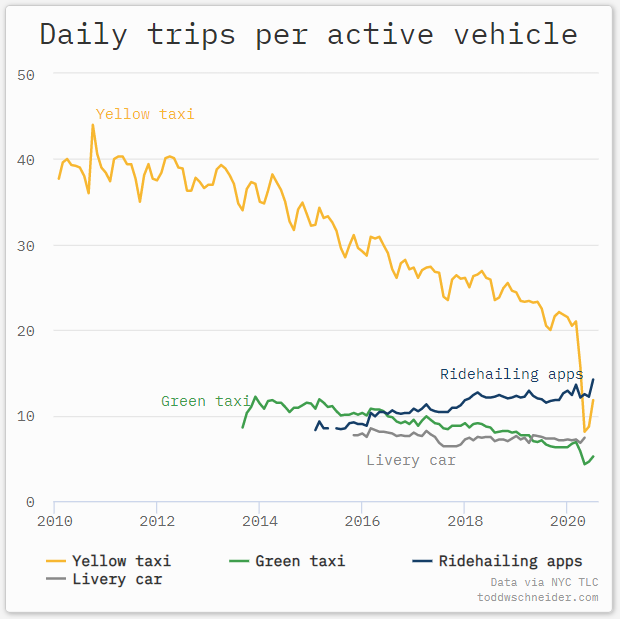 Daily trips per active vehicle
50
Yellow taxi
40
30
20
Ridehailing apps
Green taxi
10
Livery car
0
2010 2012 2014 2016 2018 2020
Yellow taxi Green taxi Ridehailing apps
Livery car
Data via NYC TLC
toddwschneider.com